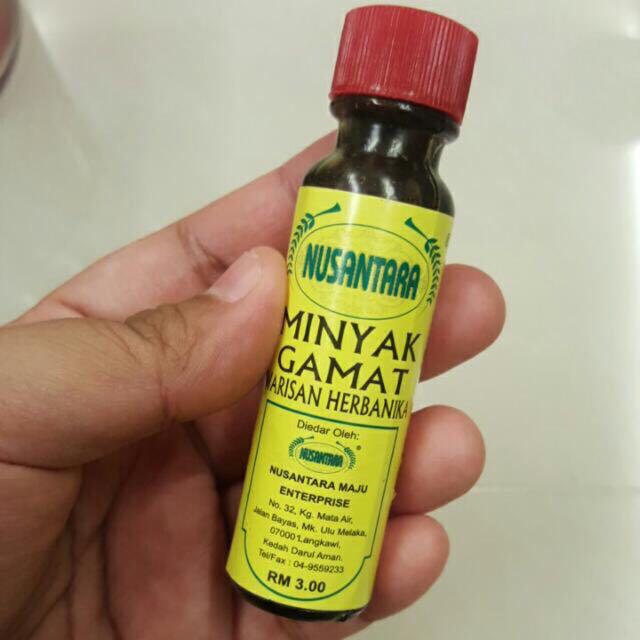 NUSANTARA
MINYAK
GAMAT
WARISAN HERBANIKA
Diedar Oleh:
NUSANTARA
NUSANTARA MAJU
ENTERPRISE
No. 32, Kg. Mata Air,
Jalan Bayas, Mk. Ulu Melaka,
07000 Langkawi,
Kedah Darul Aman.
Tel/Fax : 04-9559233
RM 3.00